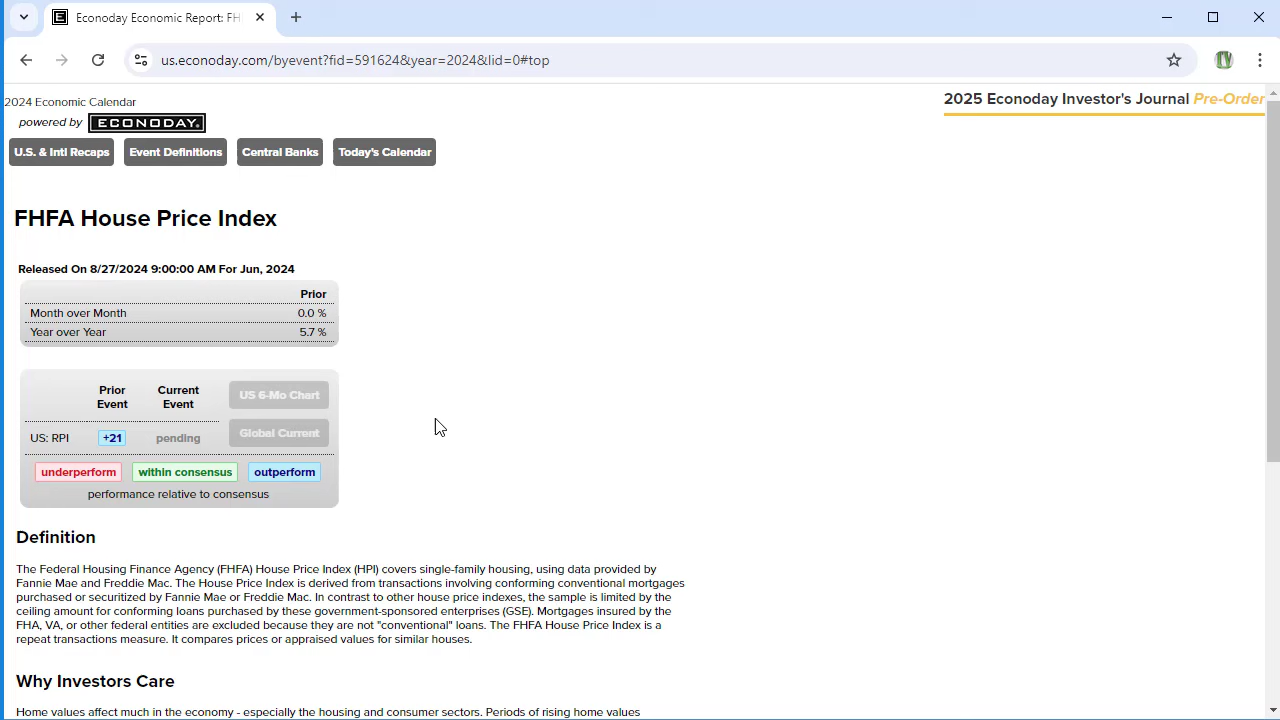 Econoday Economic Report: FH
us.econoday.com/byevent?fid=591624&year=2024&lid=0#top
2024 Economic Calendar
2025 Econoday Investor's Journal Pre-Order
powered by ECONODAY.
U.S. & Intl Recaps Event Definitions Central Banks Today's Calendar
FHFA House Price Index
Released On 8/27/2024 9:00:00 AM For Jun, 2024
Prior
Month over Month 0.0 %
Year over Year 5.7 %
Prior Current US 6-Mo Chart
Event Event
US: RPI +21 pending Global Current
underperform within consensus outperform
performance relative to consensus
Definition
The Federal Housing Finance Agency (FHFA) House Price Index (HPI) covers single-family housing, using data provided by
Fannie Mae and Freddie Mac. The House Price Index is derived from transactions involving conforming conventional mortgages
purchased or securitized by Fannie Mae or Freddie Mac. In contrast to other house price indexes, the sample is limited by the
ceiling amount for conforming loans purchased by these government-sponsored enterprises (GSE). Mortgages insured by the
FHA, VA, or other federal entities are excluded because they are not "conventional" loans. The FHFA House Price Index is a
repeat transactions measure. It compares prices or appraised values for similar houses.
Why Investors Care
Home values affect much in the economy - especially the housing and consumer sectors. Periods of rising home values